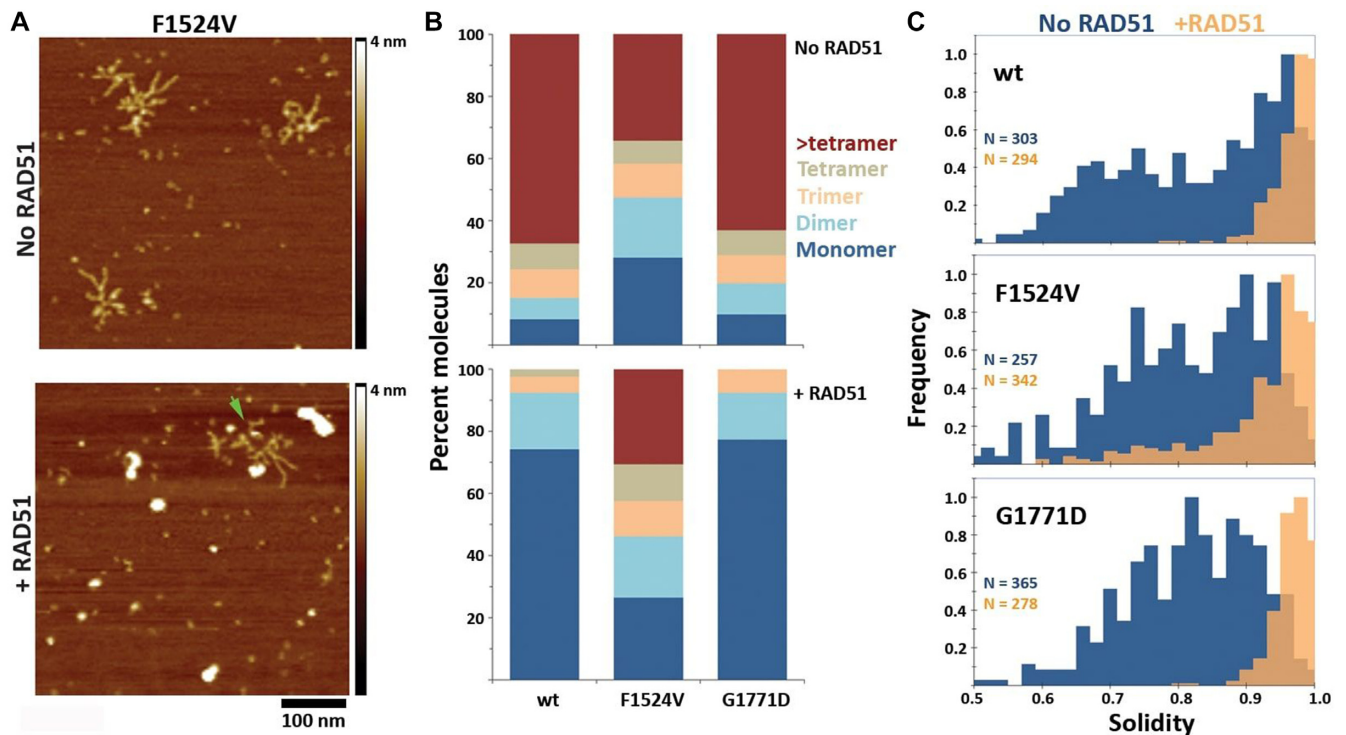 A
F1524V
No RAD51
4 nm
+ RAD51
4 nm
100 nm
B
Percent molecules
100
80
60
40
20
No RAD51
>tetramer
Tetramer
Trimer
Dimer
Monomer
100
80
60
40
20
+ RAD51
wt F1524V G1771D
C
No RAD51 +RAD51
Frequency
1.0
0.8
0.6
0.4
0.2
wt
N = 303
N = 294
1.0
0.8
0.6
0.4
0.2
F1524V
N = 257
N = 342
1.0
0.8
0.6
0.4
0.2
G1771D
N = 365
N = 278
0.5 0.6 0.7 0.8 0.9 1.0
Solidity